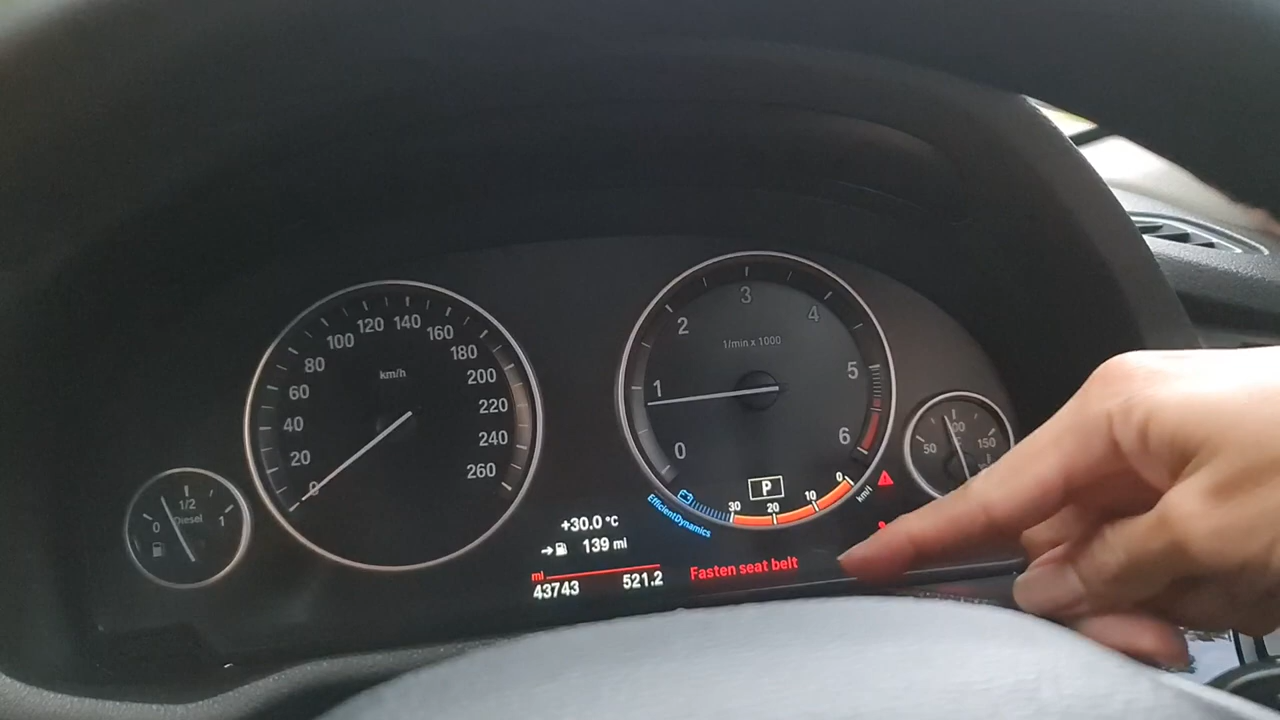 0
1/2
1
Diesel
0
20
40
60
80
100
120
140
160
180
200
220
240
260
km/h
0
1
2
3
4
5
6
1/min x 1000
P
30
20
10
0
km/l
EfficientDynamics
50
150
°C
+30.0 °C
139 mi
mi
43743 521.2
Fasten seat belt